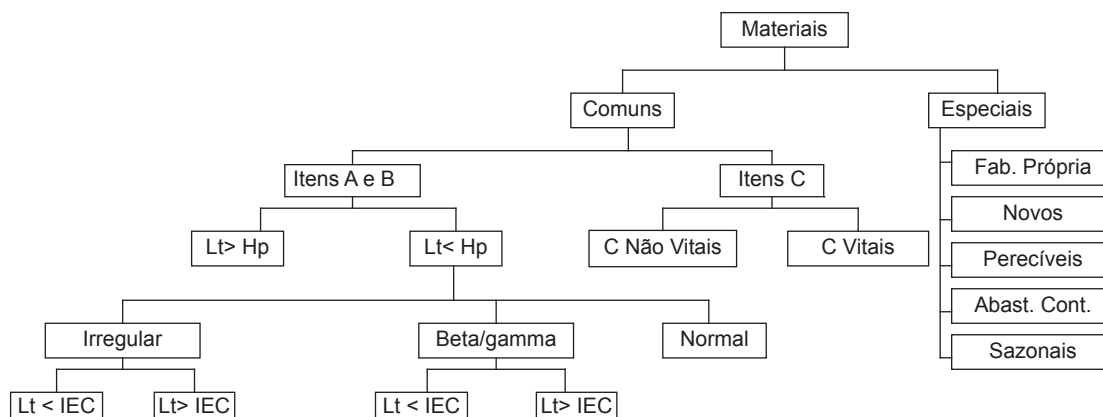 Materiais
Comuns
Especiais
Itens A e B
Itens C
Fab. Própria
Novos
Perecíveis
Abast. Cont.
Sazonais
Lt> Hp
Lt< Hp
C Não Vitais
C Vitais
Irregular
Beta/gamma
Normal
Lt < IEC
Lt> IEC
Lt < IEC
Lt> IEC